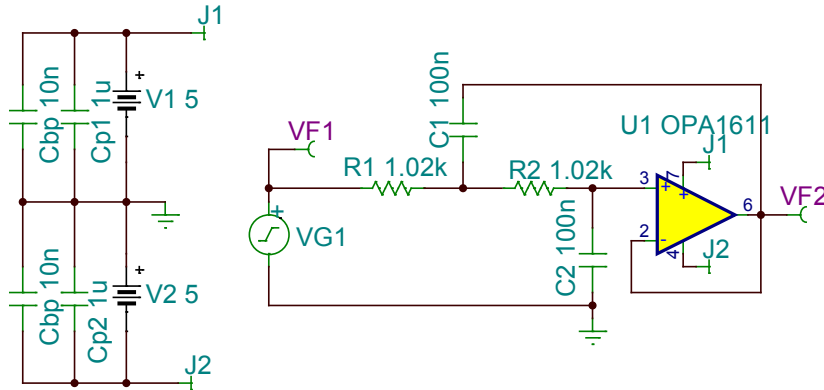 J1
Cbp 10n
Cp1 1u
+
V1 5
Cbp 10n
Cp2 1u
+
V2 5
J2
VF1
+
VG1
R1 1.02k
C1 100n
R2 1.02k
C2 100n
U1 OPA1611
J1
3
+
7
+
2
-
4
-
6
J2
VF2